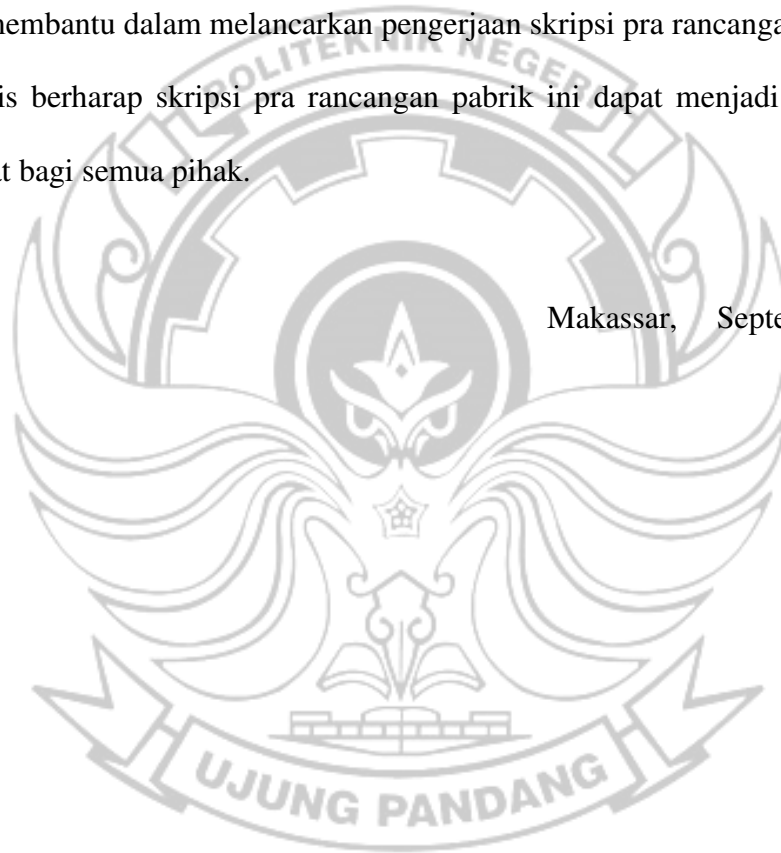 membantu dalam melancarkan pengerjaan skripsi pra rancanga
is berharap skripsi pra rancangan pabrik ini dapat menjadi
at bagi semua pihak.
Makassar, Septe
POLITEKNIK NEGERI
UJUNG PANDANG